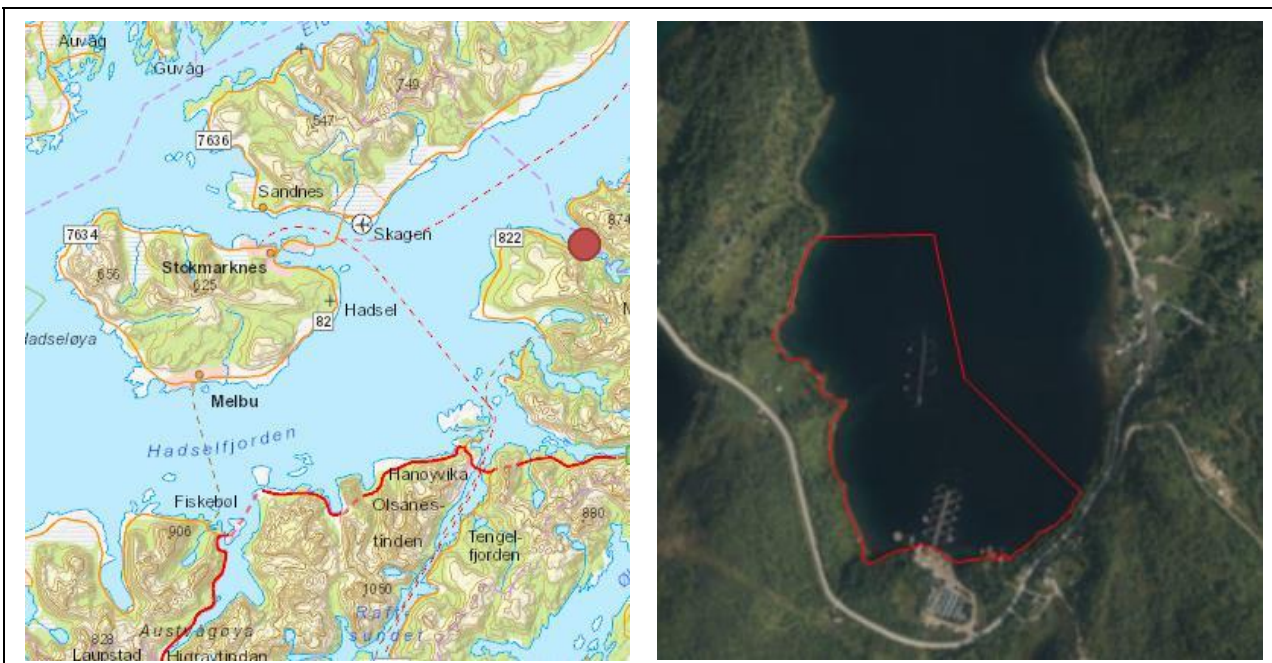 Auvåg
Guvåg
749
547
7636
Sandnes
Skagen
874
822
7634
Stokmarknes
656
625
Hadsel
82
Melbu
Hadselfjorden
Hanøyvika
Fiskebøl
Olsanes-
tinden
906
880
Tengel-
fjorden
1050
Raft-
sundet
Austvågøya
828
Laupstad
Higravtindan